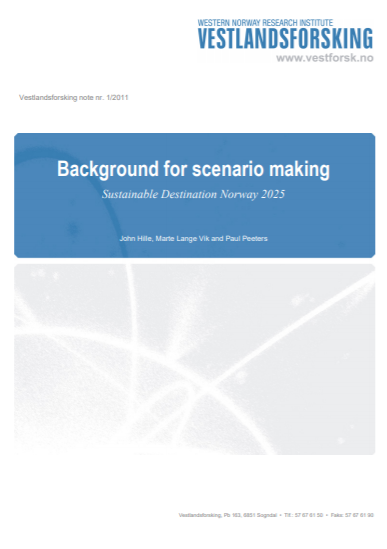 WESTERN NORWAY RESEARCH INSTITUTE
VESTLANDSFORSKING
www.vestforsk.no
Vestlandsforsking note nr. 1/2011
Background for scenario making
Sustainable Destination Norway 2025
John Hille, Marte Lange Vik and Paul Peeters
Vestlandsforsking, Pb 163, 6851 Sogndal • Tlf.: 57 67 61 50 • Faks: 57 67 61 90